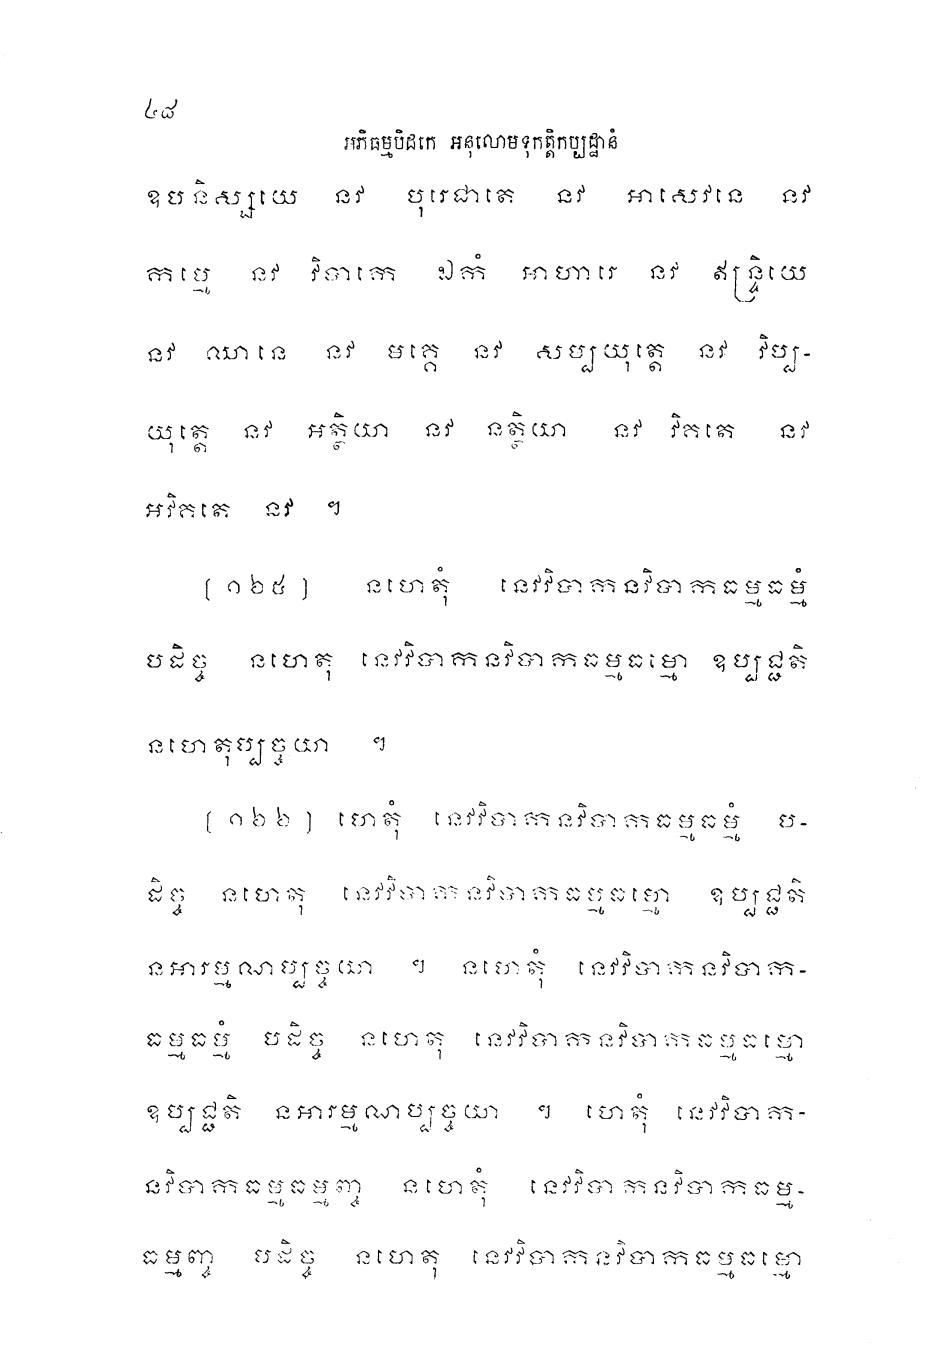 ៤៨
អភិធម្មបិដកេ អនុលោមទុកត្តិកប្បដ្ឋានំ
ឧបនិស្សយេ នវ បុរេជាតេ នវ អាសេវនេ នវ
កម្មេ នវ វិបាកេ ឯកំ អាហារេ នវ ឥន្ទ្រិយេ
នវ ឈានេ នវ មគ្គេ នវ សម្បយុត្តេ នវ វិប្ប-
យុត្តេ នវ អត្ថិយា នវ នត្ថិយា នវ វិគតេ នវ
អវិគតេ នវ ។
(១៦៥) នហេតុំ នេវវិបាកនវិបាកធម្មធម្មំ
បដិច្ច នហេតុ នេវវិបាកនវិបាកធម្មធម្មោ ឧប្បជ្ជតិ
នហេតុប្បច្ចយា ។
(១៦៦) ហេតុំ នេវវិបាកនវិបាកធម្មធម្មំ ប-
ដិច្ច នហេតុ នេវវិបាកនវិបាកធម្មធម្មោ ឧប្បជ្ជតិ
នអារម្មណប្បច្ចយា ។ នហេតុំ នេវវិបាកនវិបាក-
ធម្មធម្មំ បដិច្ច នហេតុ នេវវិបាកនវិបាកធម្មធម្មោ
ឧប្បជ្ជតិ នអារម្មណប្បច្ចយា ។ ហេតុំ នេវវិបាក-
នវិបាកធម្មធម្មញ្ច នហេតុំ នេវវិបាកនវិបាកធម្ម-
ធម្មញ្ច បដិច្ច នហេតុ នេវវិបាកនវិបាកធម្មធម្មោ